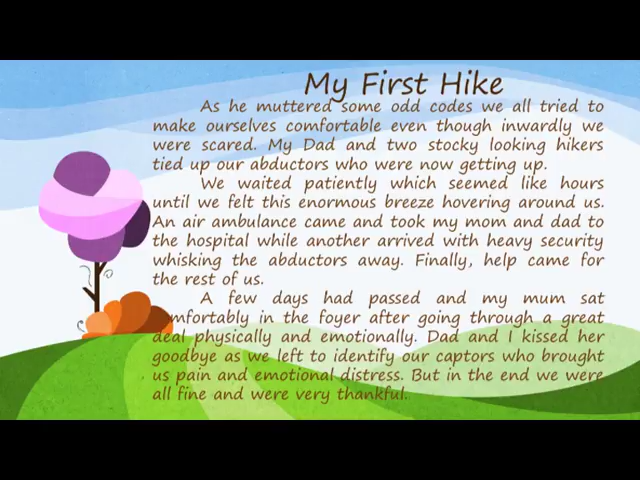 My First Hike
As he muttered some odd codes we all tried to
make ourselves comfortable even though inwardly we
were scared. My Dad and two stocky looking hikers
tied up our abductors who were now getting up.
We waited patiently which seemed like hours
until we felt this enormous breeze hovering around us.
An air ambulance came and took my mom and dad to
the hospital while another arrived with heavy security
whisking the abductors away. Finally, help came for
the rest of us.
A few days had passed and my mum sat
comfortably in the foyer after going through a great
deal physically and emotionally. Dad and I kissed her
goodbye as we left to identify our captors who brought
us pain and emotional distress. But in the end we were
all fine and were very thankful.